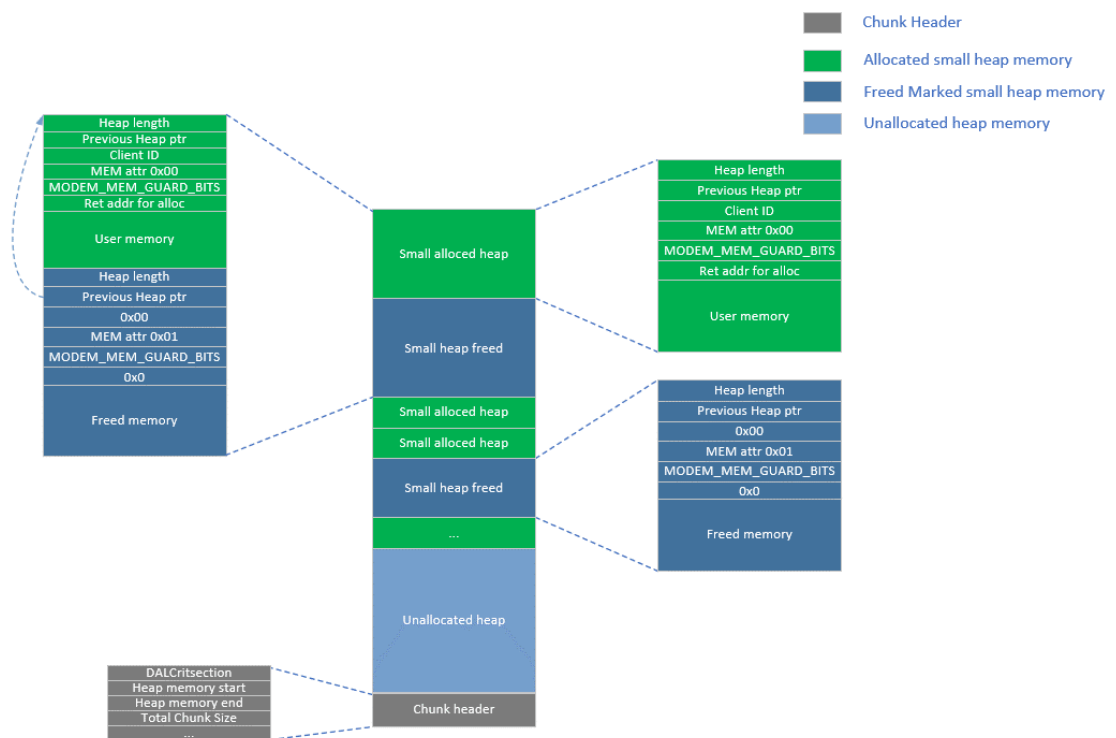 Chunk Header
Allocated small heap memory
Freed Marked small heap memory
Unallocated heap memory
Heap length
Previous Heap ptr
Client ID
MEM attr 0x00
MODEM_MEM_GUARD_BITS
Ret addr for alloc
User memory
Heap length
Previous Heap ptr
0x00
MEM attr 0x01
MODEM_MEM_GUARD_BITS
0x0
Freed memory
Small alloced heap
Small heap freed
Small alloced heap
Small alloced heap
Small heap freed
...
Unallocated heap
Chunk header
Heap length
Previous Heap ptr
Client ID
MEM attr 0x00
MODEM_MEM_GUARD_BITS
Ret addr for alloc
User memory
Heap length
Previous Heap ptr
0x00
MEM attr 0x01
MODEM_MEM_GUARD_BITS
0x0
Freed memory
DALCritsection
Heap memory start
Heap memory end
Total Chunk Size
...